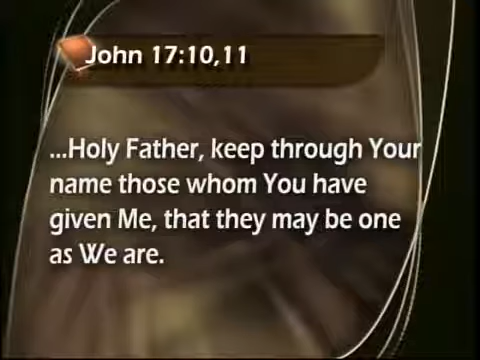 John 17:10,11
...Holy Father, keep through Your
name those whom You have
given Me, that they may be one
as We are.